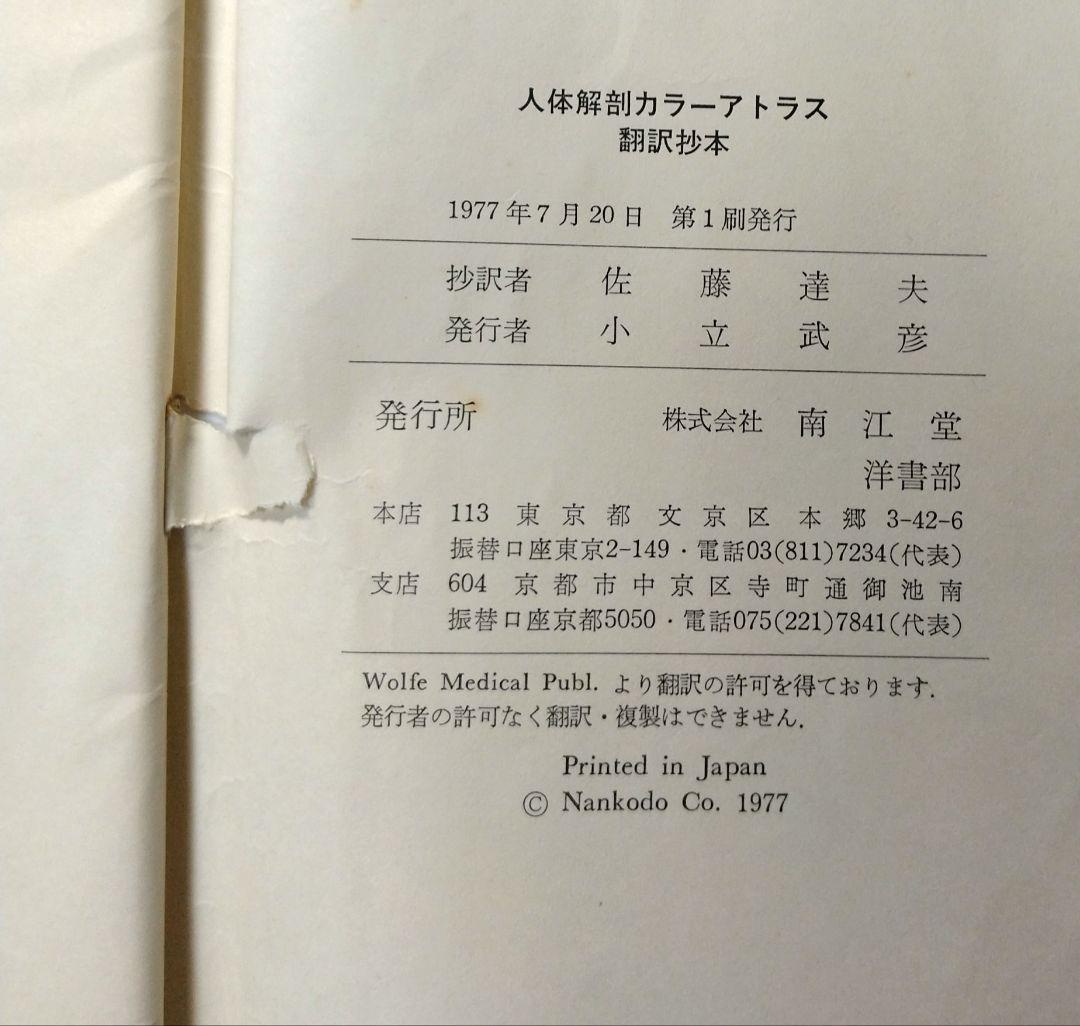 人体解剖カラーアトラス
翻訳抄本
1977年7月20日 第1刷発行
抄訳者 佐藤達夫
発行者 小立武彦
発行所 株式会社 南江堂
洋書部
本店 113 東京都文京区本郷 3-42-6
振替口座東京2-149・電話03(811)7234(代表)
支店 604 京都市中京区寺町通御池南
振替口座京都5050・電話075(221)7841(代表)
Wolfe Medical Publ. より翻訳の許可を得ております.
発行者の許可なく翻訳・複製はできません.
Printed in Japan
© Nankodo Co. 1977